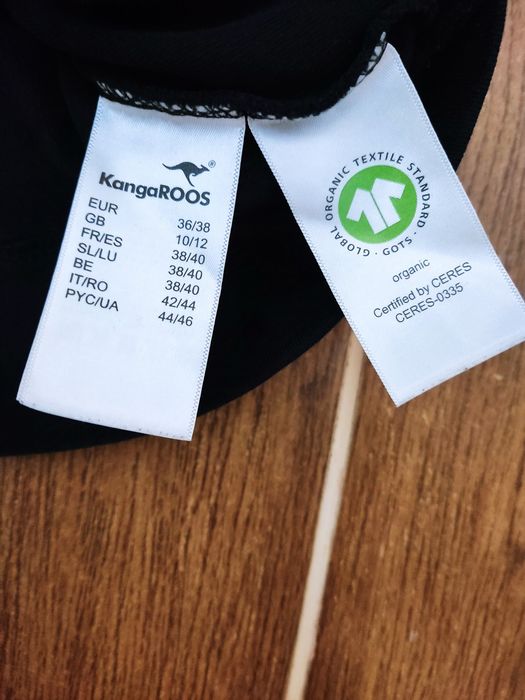 KangaROOS®
EUR 36/38
GB 10/12
FR/ES 38/40
SL/LU 38/40
BE 38/40
IT/RO 42/44
PYC/UA 44/46
GLOBAL ORGANIC TEXTILE STANDARD · GOTS ·
organic
Certified by CERES
CERES-0335